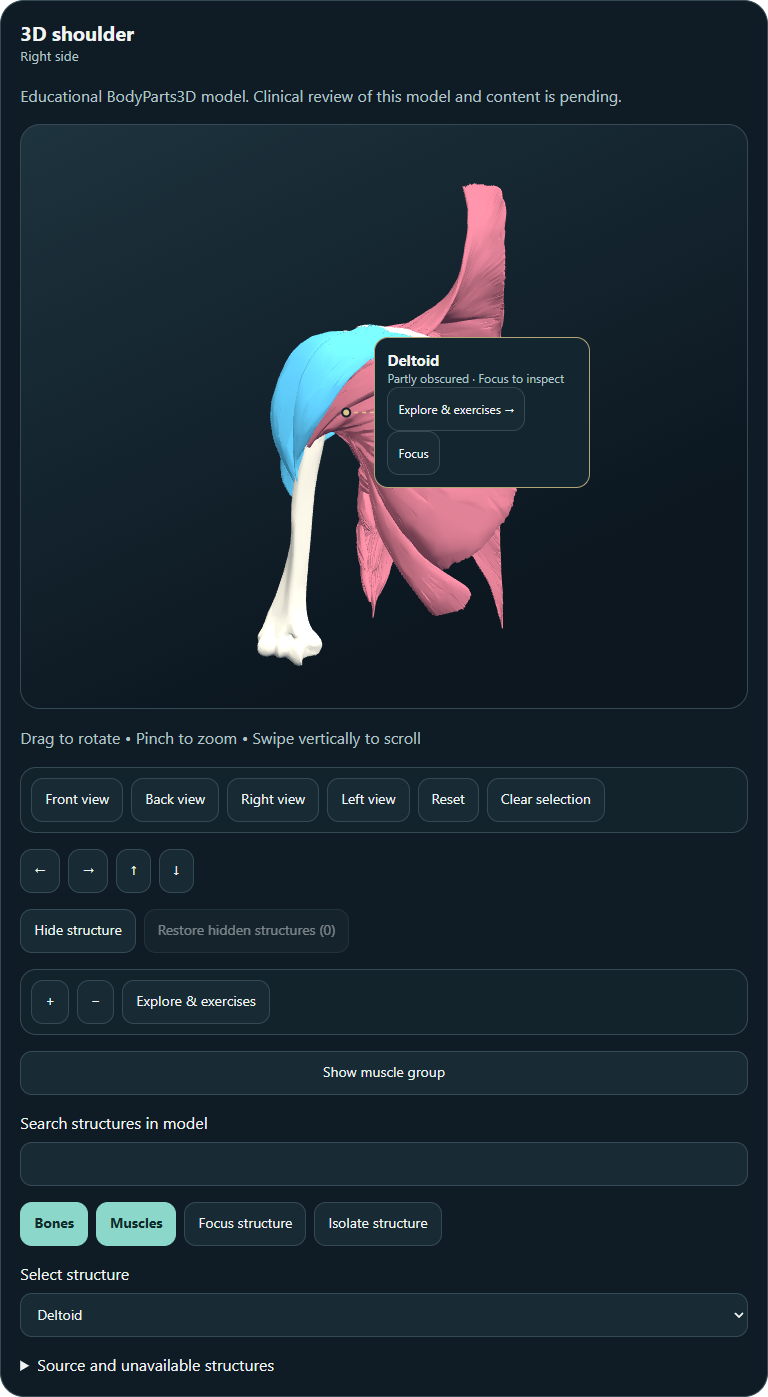 3D shoulder
Right side
Educational BodyParts3D model. Clinical review of this model and content is pending.
Deltoid
Partly obscured · Focus to inspect
Explore & exercises →
Focus
Drag to rotate • Pinch to zoom • Swipe vertically to scroll
Front view Back view Right view Left view Reset Clear selection
← → ↑ ↓
Hide structure Restore hidden structures (0)
+ − Explore & exercises
Show muscle group
Search structures in model
Bones Muscles Focus structure Isolate structure
Select structure
Deltoid
▶ Source and unavailable structures